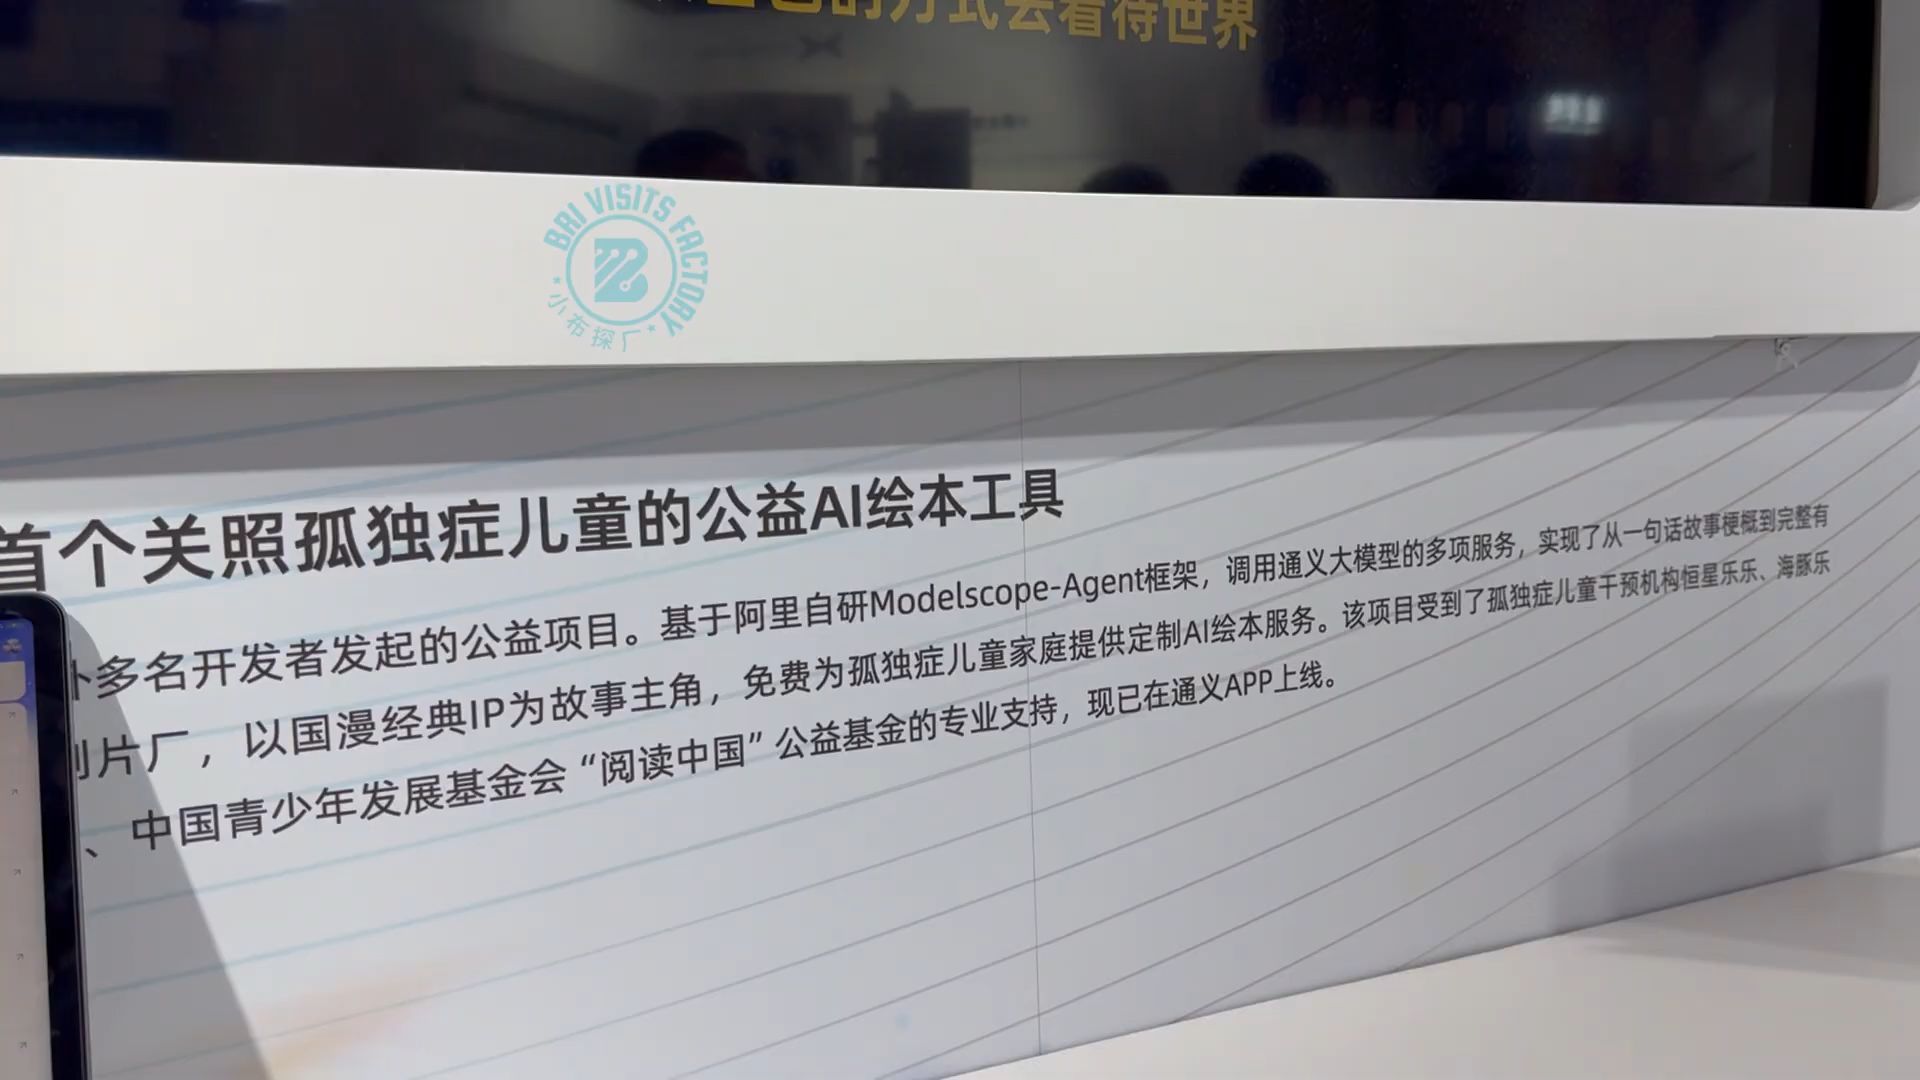 的方式去看待世界
BRI VISITS FACTORY
小布探厂
首个关照孤独症儿童的公益AI绘本工具
外多名开发者发起的公益项目。基于阿里自研Modelscope-Agent框架，调用通义大模型的多项服务，实现了从一句话故事梗概到完整有
片厂，以国漫经典IP为故事主角，免费为孤独症儿童家庭提供定制AI绘本服务。该项目受到了孤独症儿童干预机构恒星乐乐、海豚乐
、中国青少年发展基金会“阅读中国”公益基金的专业支持，现已在通义APP上线。